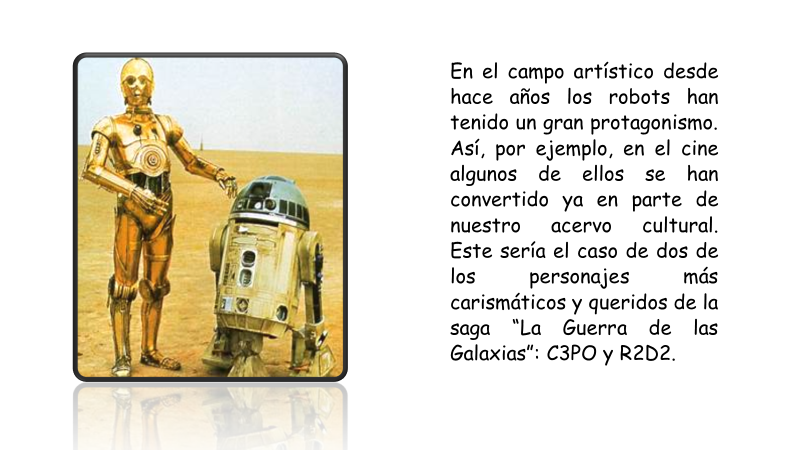 En el campo artístico desde
hace años los robots han
tenido un gran protagonismo.
Así, por ejemplo, en el cine
algunos de ellos se han
convertido ya en parte de
nuestro acervo cultural.
Este sería el caso de dos de
los personajes más
carismáticos y queridos de la
saga “La Guerra de las
Galaxias”: C3PO y R2D2.